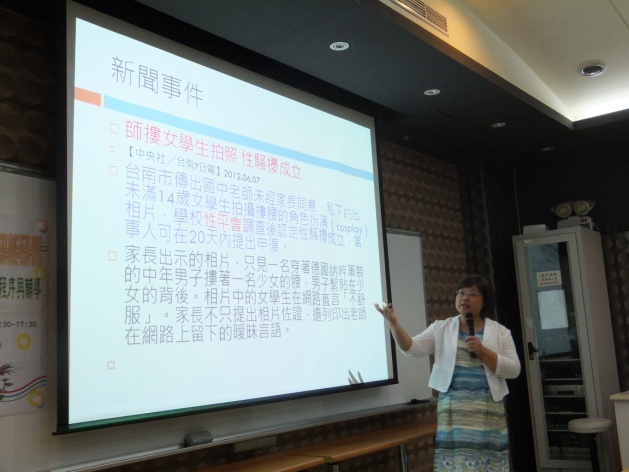 新聞事件
師摟女學生拍照 性騷擾成立
【中央社／台南7日電】2012.06.07
台南市傳出國中老師未經家長同意，私下約出
未滿14歲女學生拍攝摟腰的角色扮演（cosplay）
相片，學校性平會調查後認定性騷擾成立；當
事人可在20天內提出申復。
家長出示的相片，只見一名穿著德國納粹軍裝
的中年男子摟著一名少女的腰，男子緊貼在少
女的背後。相片中的女學生在網路直言「不舒
服」。家長不只提出相片佐證，還列印出老師
在網路上留下的曖昧言語。
程序與輔導
:30-17:30